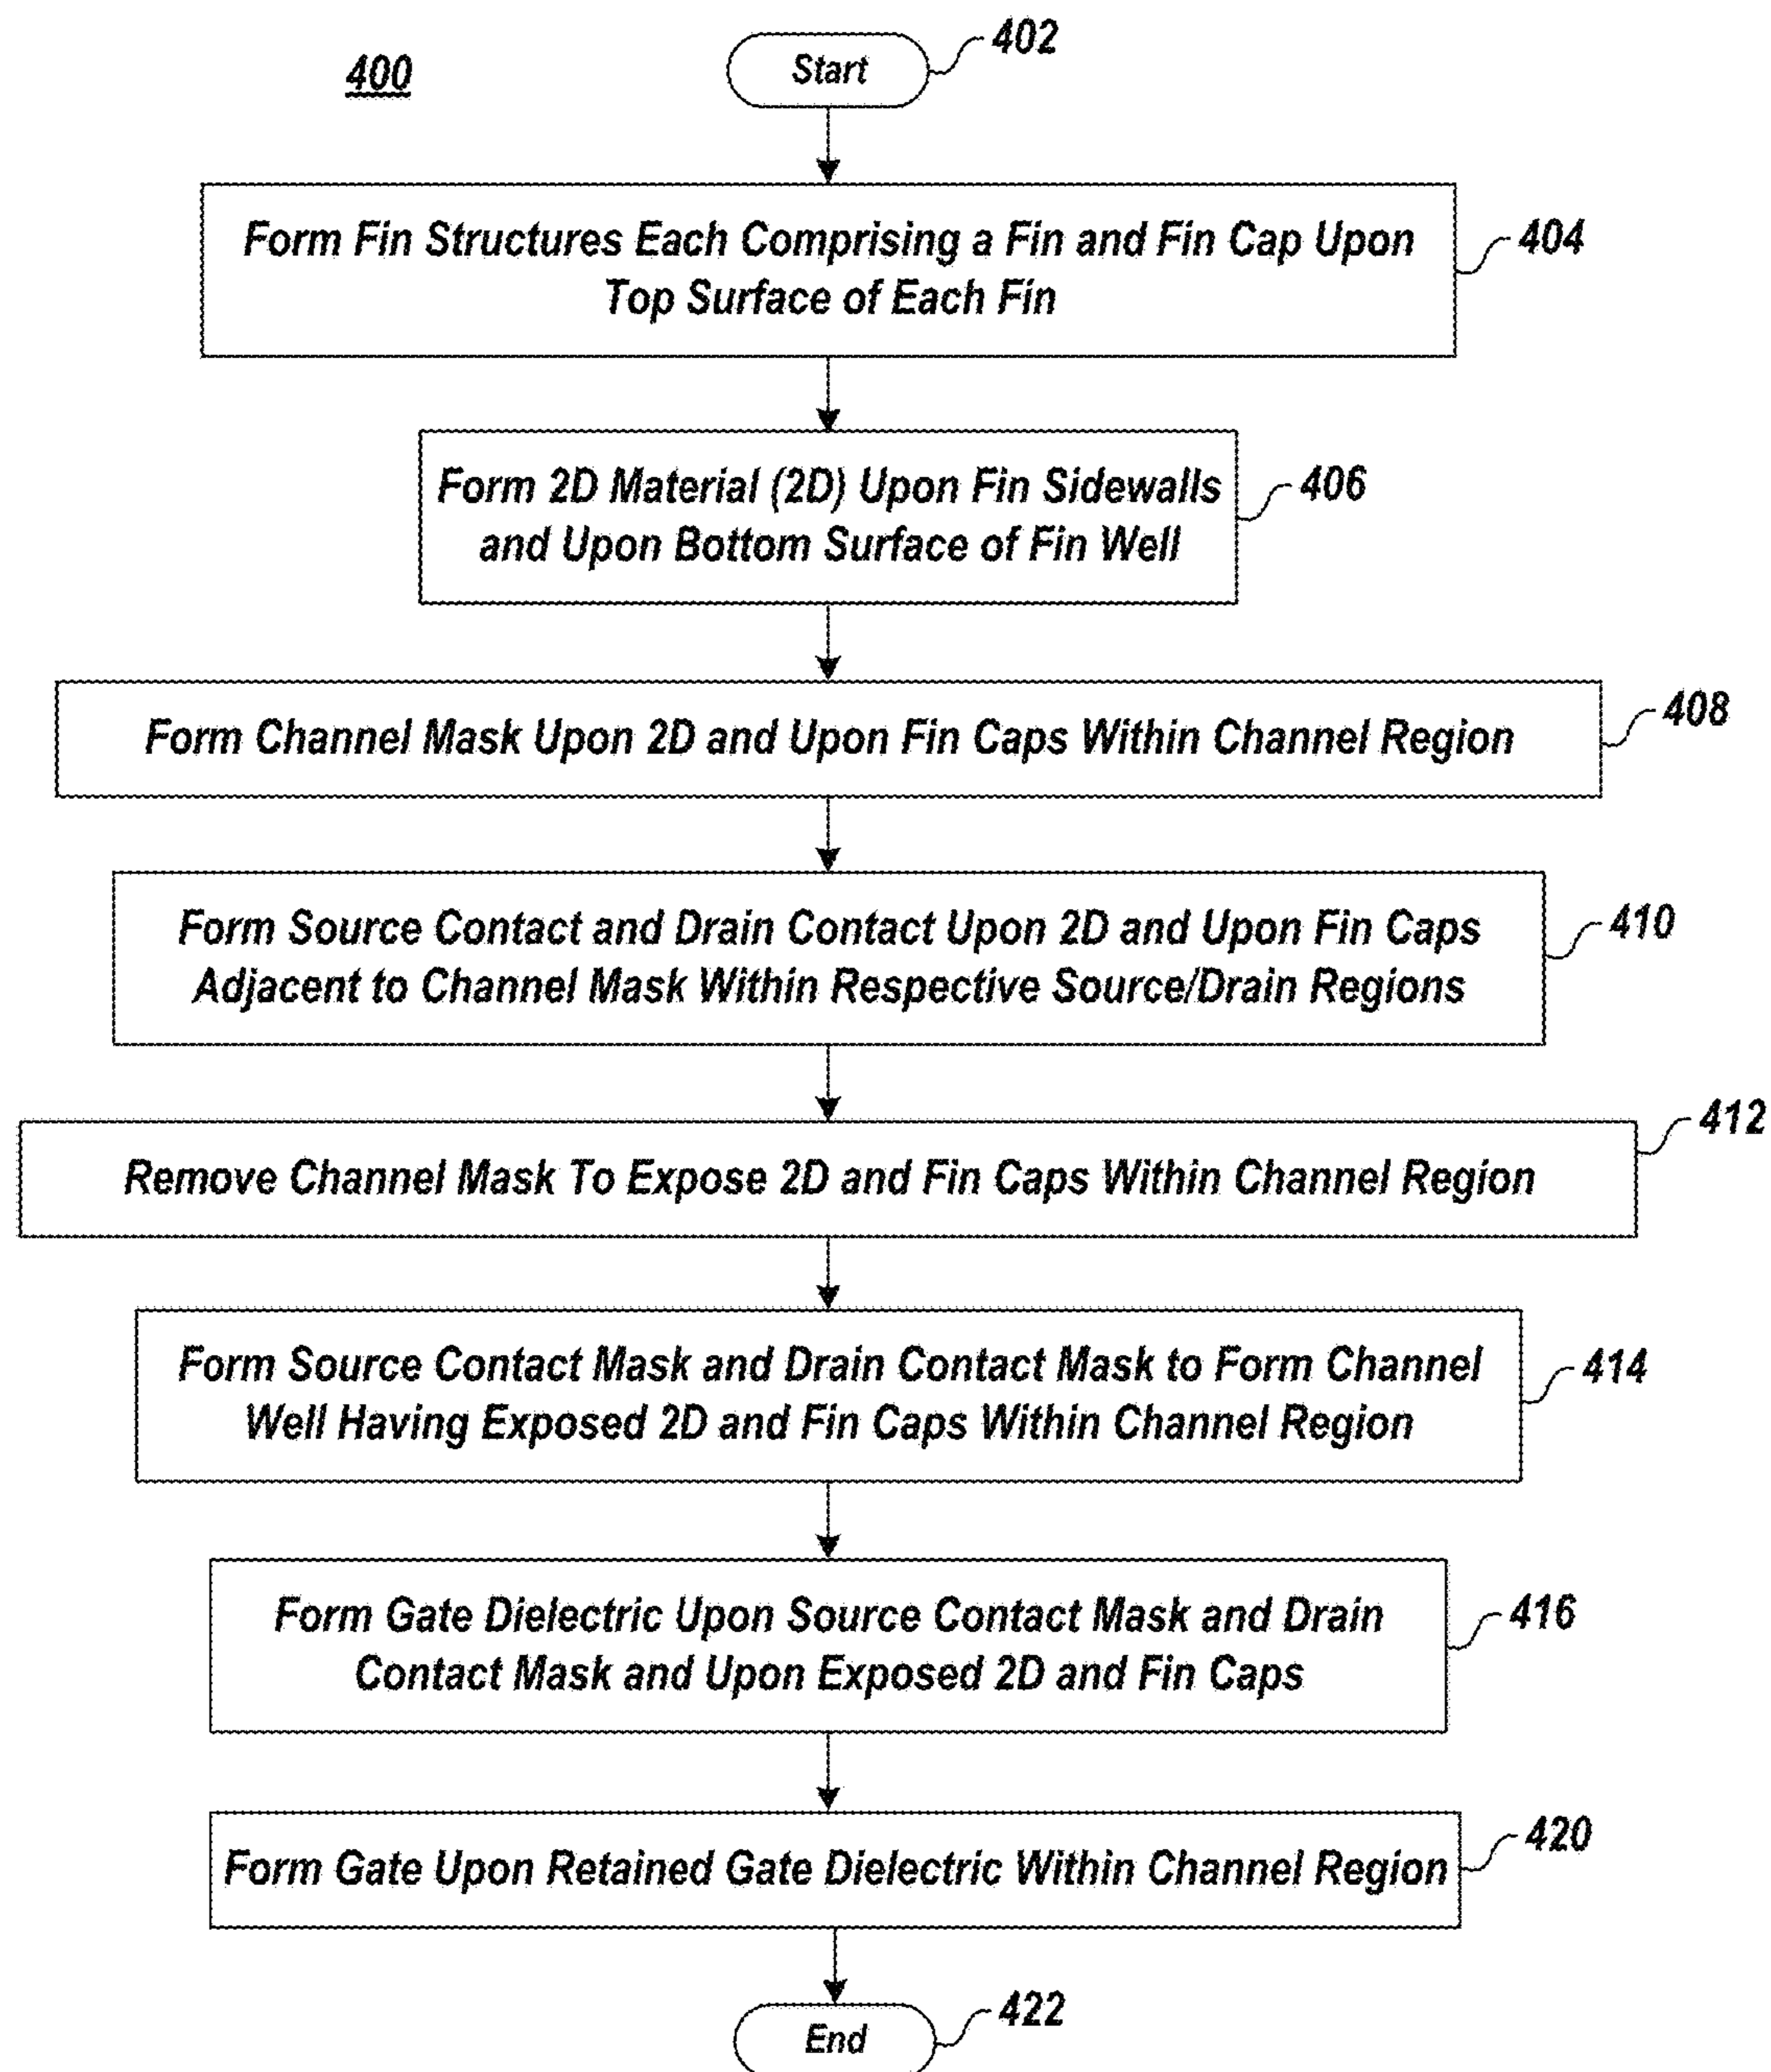 400
Start
402
Form Fin Structures Each Comprising a Fin and Fin Cap Upon
Top Surface of Each Fin
404
Form 2D Material (2D) Upon Fin Sidewalls
and Upon Bottom Surface of Fin Well
406
Form Channel Mask Upon 2D and Upon Fin Caps Within Channel Region
408
Form Source Contact and Drain Contact Upon 2D and Upon Fin Caps
Adjacent to Channel Mask Within Respective Source/Drain Regions
410
Remove Channel Mask To Expose 2D and Fin Caps Within Channel Region
412
Form Source Contact Mask and Drain Contact Mask to Form Channel
Well Having Exposed 2D and Fin Caps Within Channel Region
414
Form Gate Dielectric Upon Source Contact Mask and Drain
Contact Mask and Upon Exposed 2D and Fin Caps
416
Form Gate Upon Retained Gate Dielectric Within Channel Region
420
End
422